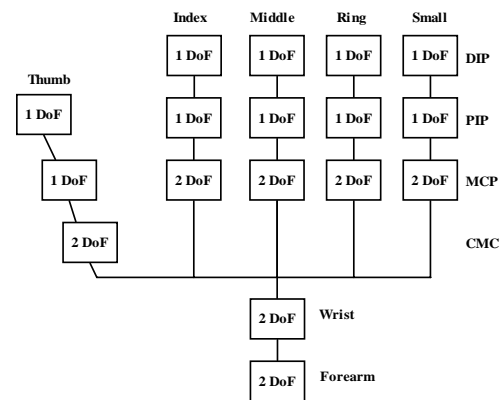 Index Middle Ring Small
1 DoF 1 DoF 1 DoF 1 DoF DIP
Thumb
1 DoF 1 DoF 1 DoF 1 DoF 1 DoF PIP
1 DoF 2 DoF 2 DoF 2 DoF 2 DoF MCP
2 DoF CMC
2 DoF Wrist
2 DoF Forearm